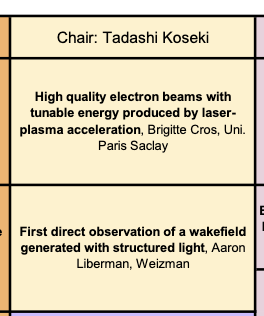 Chair: Tadashi Koseki
High quality electron beams with
tunable energy produced by laser-
plasma acceleration, Brigitte Cros, Uni.
Paris Saclay
First direct observation of a wakefield
generated with structured light, Aaron
Liberman, Weizman